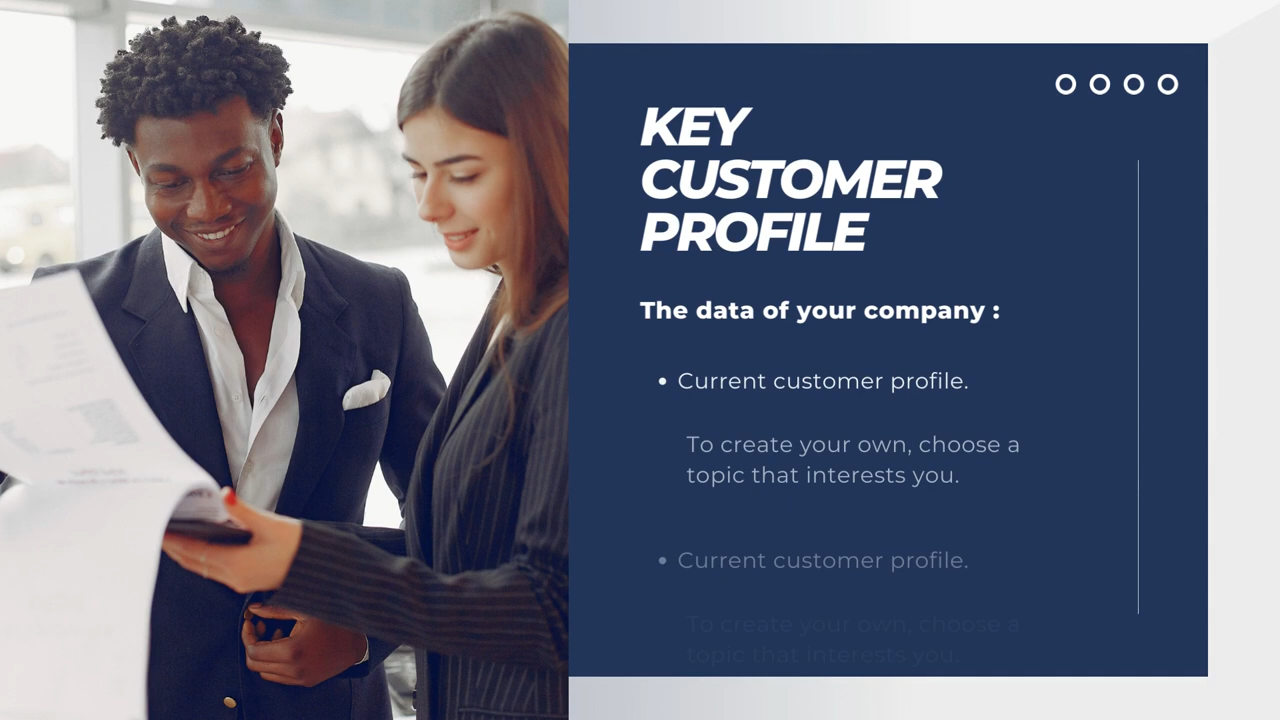 KEY
CUSTOMER
PROFILE
The data of your company :
• Current customer profile.
To create your own, choose a
topic that interests you.
• Current customer profile.
To create your own, choose a
topic that interests you.